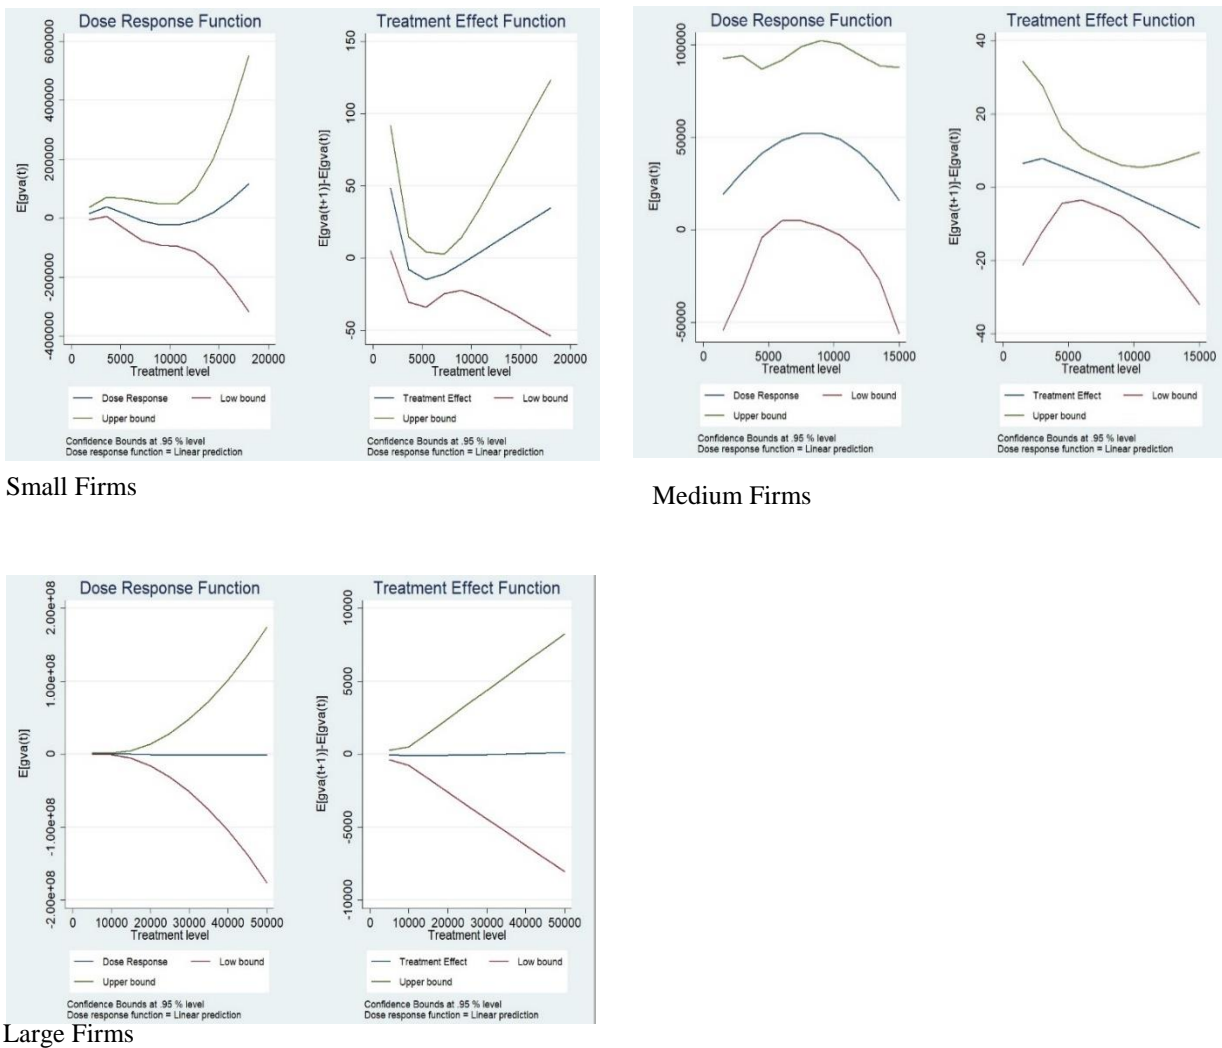 Dose Response Function
E[gva(t)]
600000
400000
200000
0
-200000
-400000
0 5000 10000 15000 20000
Treatment level
Dose Response Low bound
Upper bound
Confidence Bounds at .95 % level
Dose response function = Linear prediction
Treatment Effect Function
E[gva(t+1)]-E[gva(t)]
150
100
50
0
-50
0 5000 10000 15000 20000
Treatment level
Treatment Effect Low bound
Upper bound
Confidence Bounds at .95 % level
Dose response function = Linear prediction
Small Firms
Dose Response Function
E[gva(t)]
100000
50000
0
-50000
0 5000 10000 15000
Treatment level
Dose Response Low bound
Upper bound
Confidence Bounds at .95 % level
Dose response function = Linear prediction
Treatment Effect Function
E[gva(t+1)]-E[gva(t)]
40
20
0
-20
-40
0 5000 10000 15000
Treatment level
Treatment Effect Low bound
Upper bound
Confidence Bounds at .95 % level
Dose response function = Linear prediction
Medium Firms
Dose Response Function
E[gva(t)]
2.00e+08
1.00e+08
0
-1.00e+08
-2.00e+08
0 10000 20000 30000 40000 50000
Treatment level
Dose Response Low bound
Upper bound
Confidence Bounds at .95 % level
Dose response function = Linear prediction
Treatment Effect Function
E[gva(t+1)]-E[gva(t)]
10000
5000
0
-5000
-10000
0 10000 20000 30000 40000 50000
Treatment level
Treatment Effect Low bound
Upper bound
Confidence Bounds at .95 % level
Dose response function = Linear prediction
Large Firms